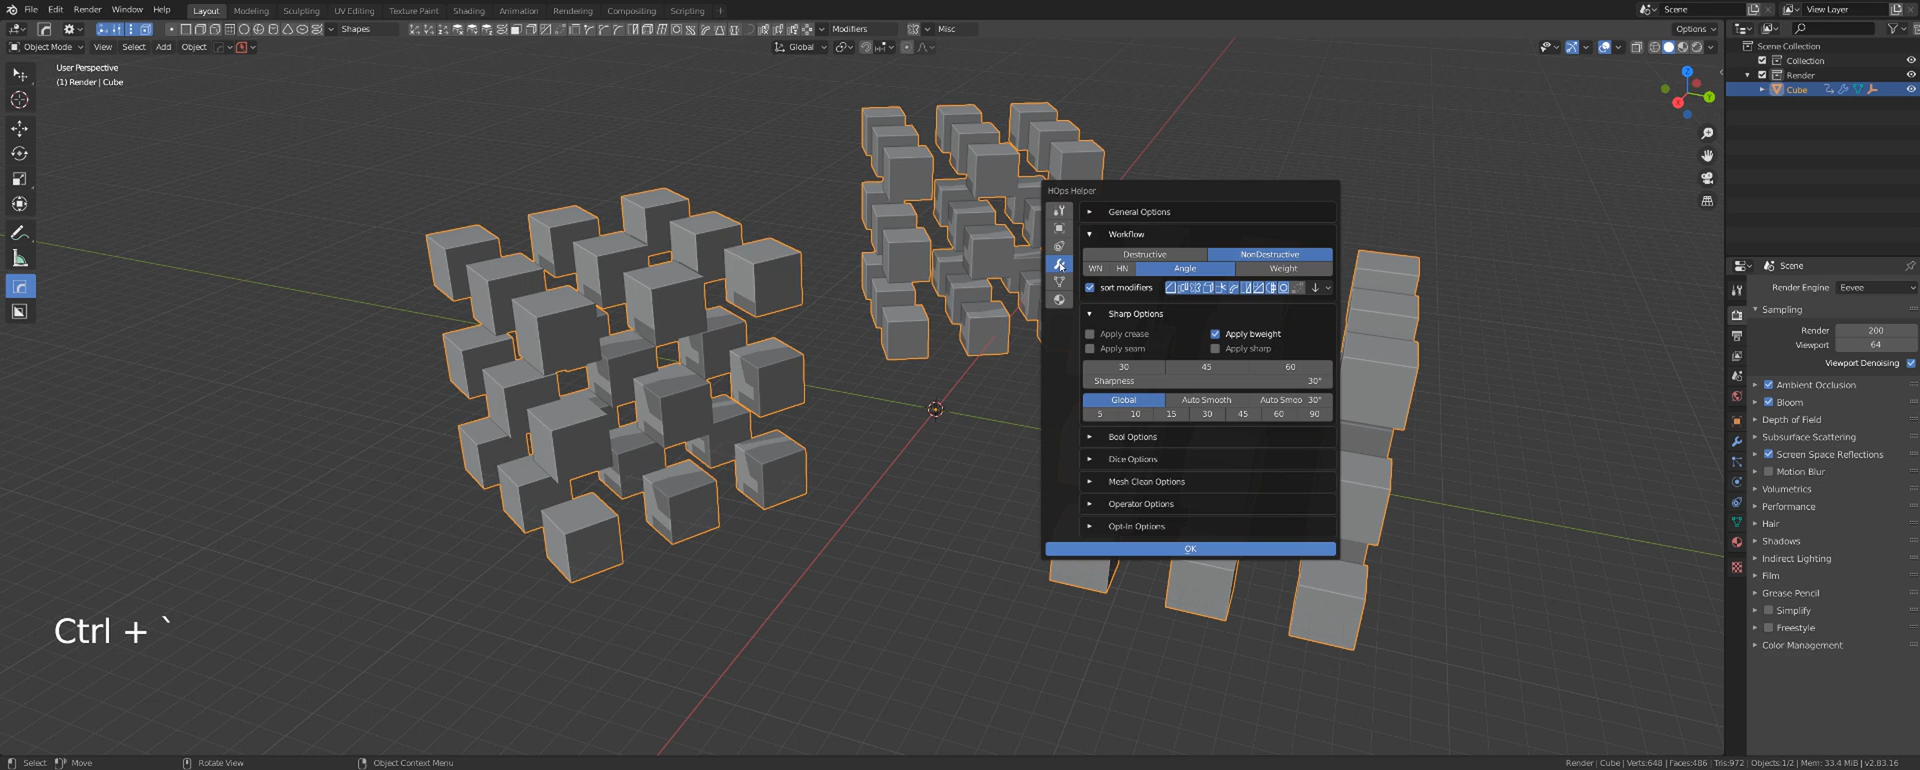 File Edit Render Window Help Layout Modeling Sculpting UV Editing Texture Paint Shading Animation Rendering Compositing Scripting + Scene View Layer
Shapes Modifiers Misc Options
Object Mode View Select Add Object Global
User Perspective
(1) Render | Cube
Scene Collection
Collection
Render
Cube
HOps Helper
General Options
Workflow
Destructive NonDestructive
WN HN Angle Weight
sort modifiers
Sharp Options
Apply crease Apply bweight
Apply seam Apply sharp
30 45 60
Sharpness 30°
Global Auto Smooth Auto Smoo 30°
5 10 15 30 45 60 90
Bool Options
Dice Options
Mesh Clean Options
Operator Options
Opt-In Options
OK
Ctrl + `
Scene
Render Engine Eevee
Sampling
Render 200
Viewport 64
Viewport Denoising
Ambient Occlusion
Bloom
Depth of Field
Subsurface Scattering
Screen Space Reflections
Motion Blur
Volumetrics
Performance
Hair
Shadows
Indirect Lighting
Film
Grease Pencil
Simplify
Freestyle
Color Management
Select Move Rotate View Object Context Menu Render | Cube | Verts:648 | Faces:486 | Tris:972 | Objects:1/2 | Mem: 33.4 MiB | v2.83.16